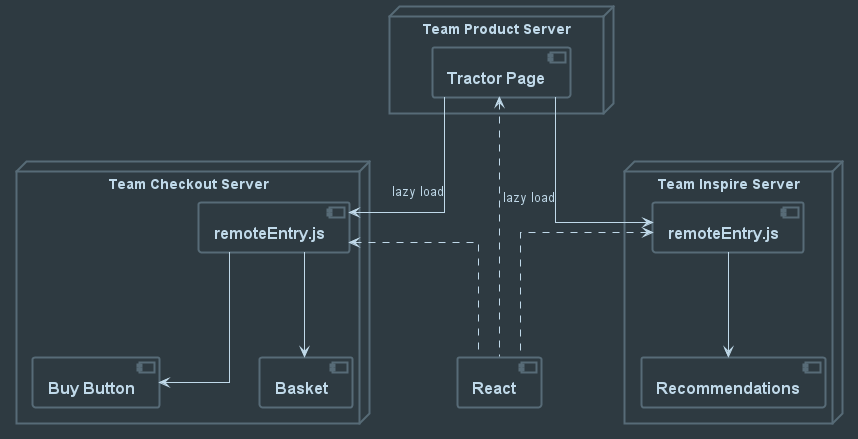 Team Product Server
Tractor Page
Team Checkout Server
Team Inspire Server
lazy load
lazy load
remoteEntry.js
remoteEntry.js
Buy Button
Basket
React
Recommendations